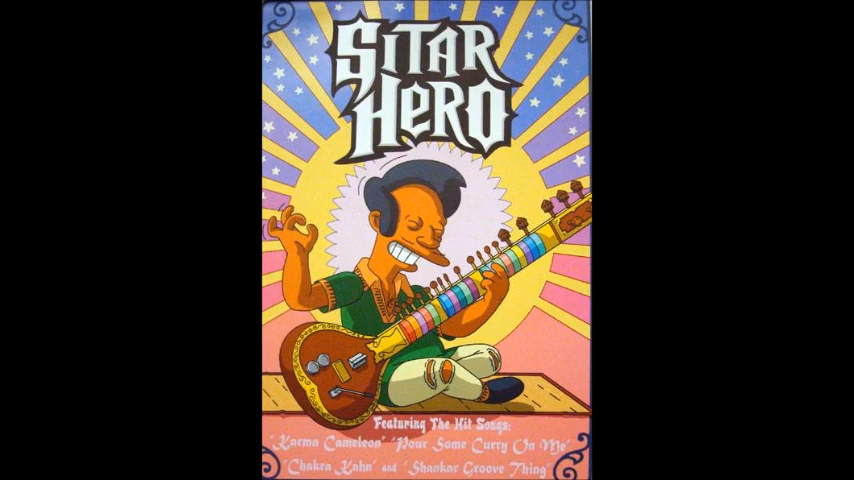 SITAR
HeRO
Featuring The Hit Songs:
"Karma Cameleon" "Pour Some Curry On Me"
"Chakra Kahn" and "Shankar Groove Thing"